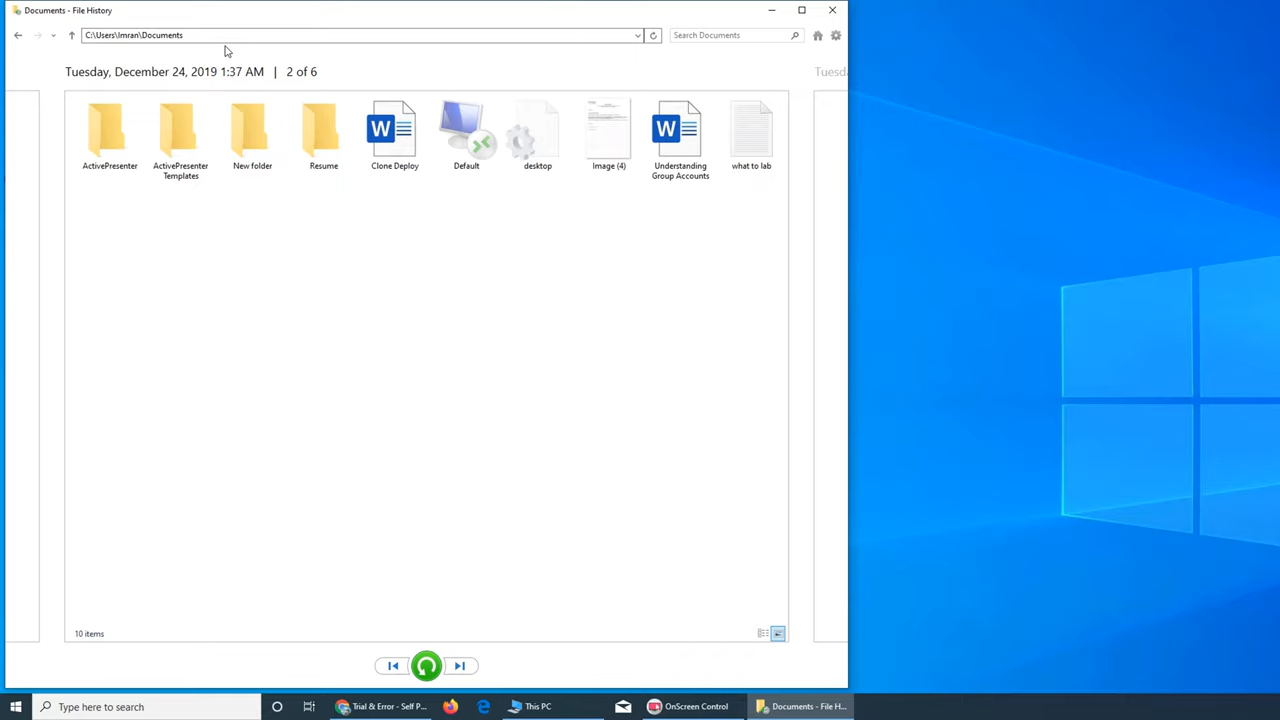 Documents - File History
C:\Users\Imran\Documents
Search Documents
Tuesday, December 24, 2019 1:37 AM | 2 of 6
Tuesd
ActivePresenter
ActivePresenter Templates
New folder
Resume
Clone Deploy
Default
desktop
Image (4)
Understanding Group Accounts
what to lab
10 items
Type here to search
Trial & Error - Self P...
This PC
OnScreen Control
Documents - File H...